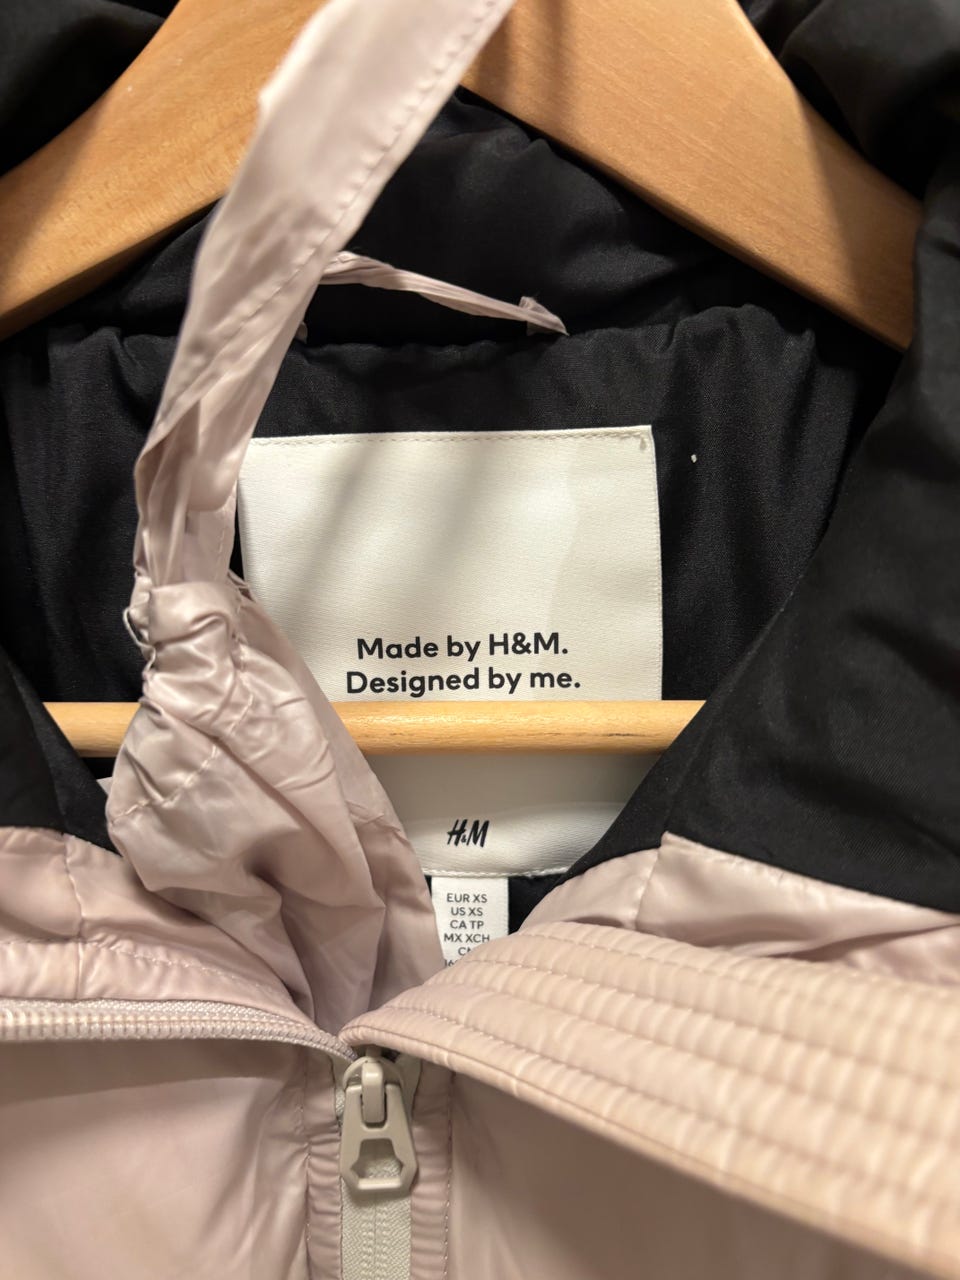 Made by H&M.
Designed by me.
H&M
EUR XS
US XS
CA TP
MX XCH